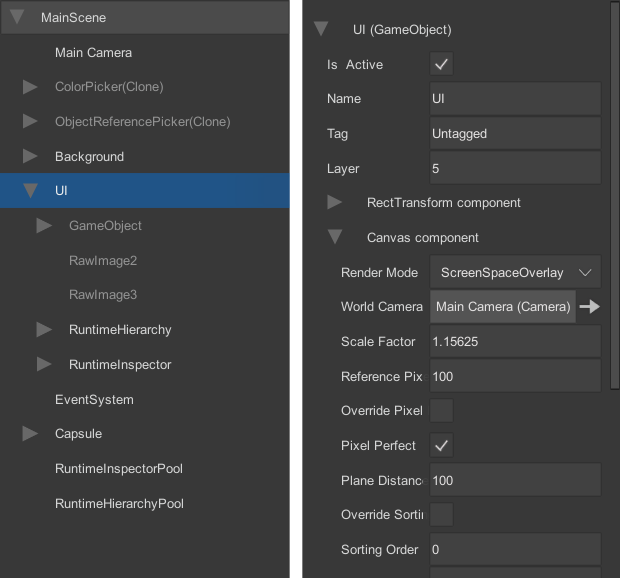 MainScene
Main Camera
ColorPicker(Clone)
ObjectReferencePicker(Clone)
Background
UI
GameObject
RawImage2
RawImage3
RuntimeHierarchy
RuntimeInspector
EventSystem
Capsule
RuntimeInspectorPool
RuntimeHierarchyPool
UI (GameObject)
Is Active
Name UI
Tag Untagged
Layer 5
RectTransform component
Canvas component
Render Mode ScreenSpaceOverlay
World Camera Main Camera (Camera)
Scale Factor 1.15625
Reference Pix 100
Override Pixel
Pixel Perfect
Plane Distanc 100
Override Sorti
Sorting Order 0